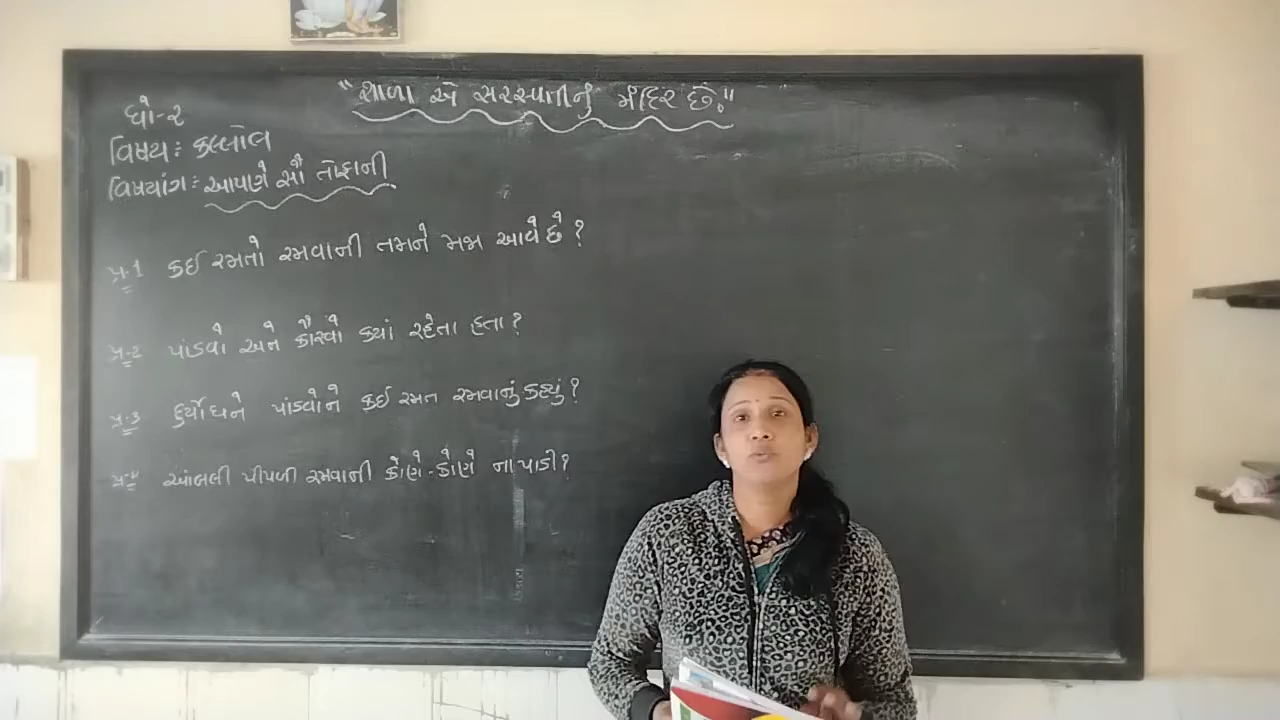 "શાળા એ સરસ્વતીનું મંદિર છે."
ધો-૨
વિષય : કલ્લોલ
વિષયાંગ : આપણે સૌ તોફાની
પ્ર-1 કઈ રમતો રમવાની તમને મજા આવે છે ?
પ્ર-૨ પાંડવો અને કૌરવો ક્યાં રહેતા હતા ?
પ્ર-૩ દુર્યોધને પાંડવોને કઈ રમત રમવાનું કહ્યું ?
પ્ર-૪ આંબલી પીપળી રમવાની કોણે-કોણે ના પાડી ?